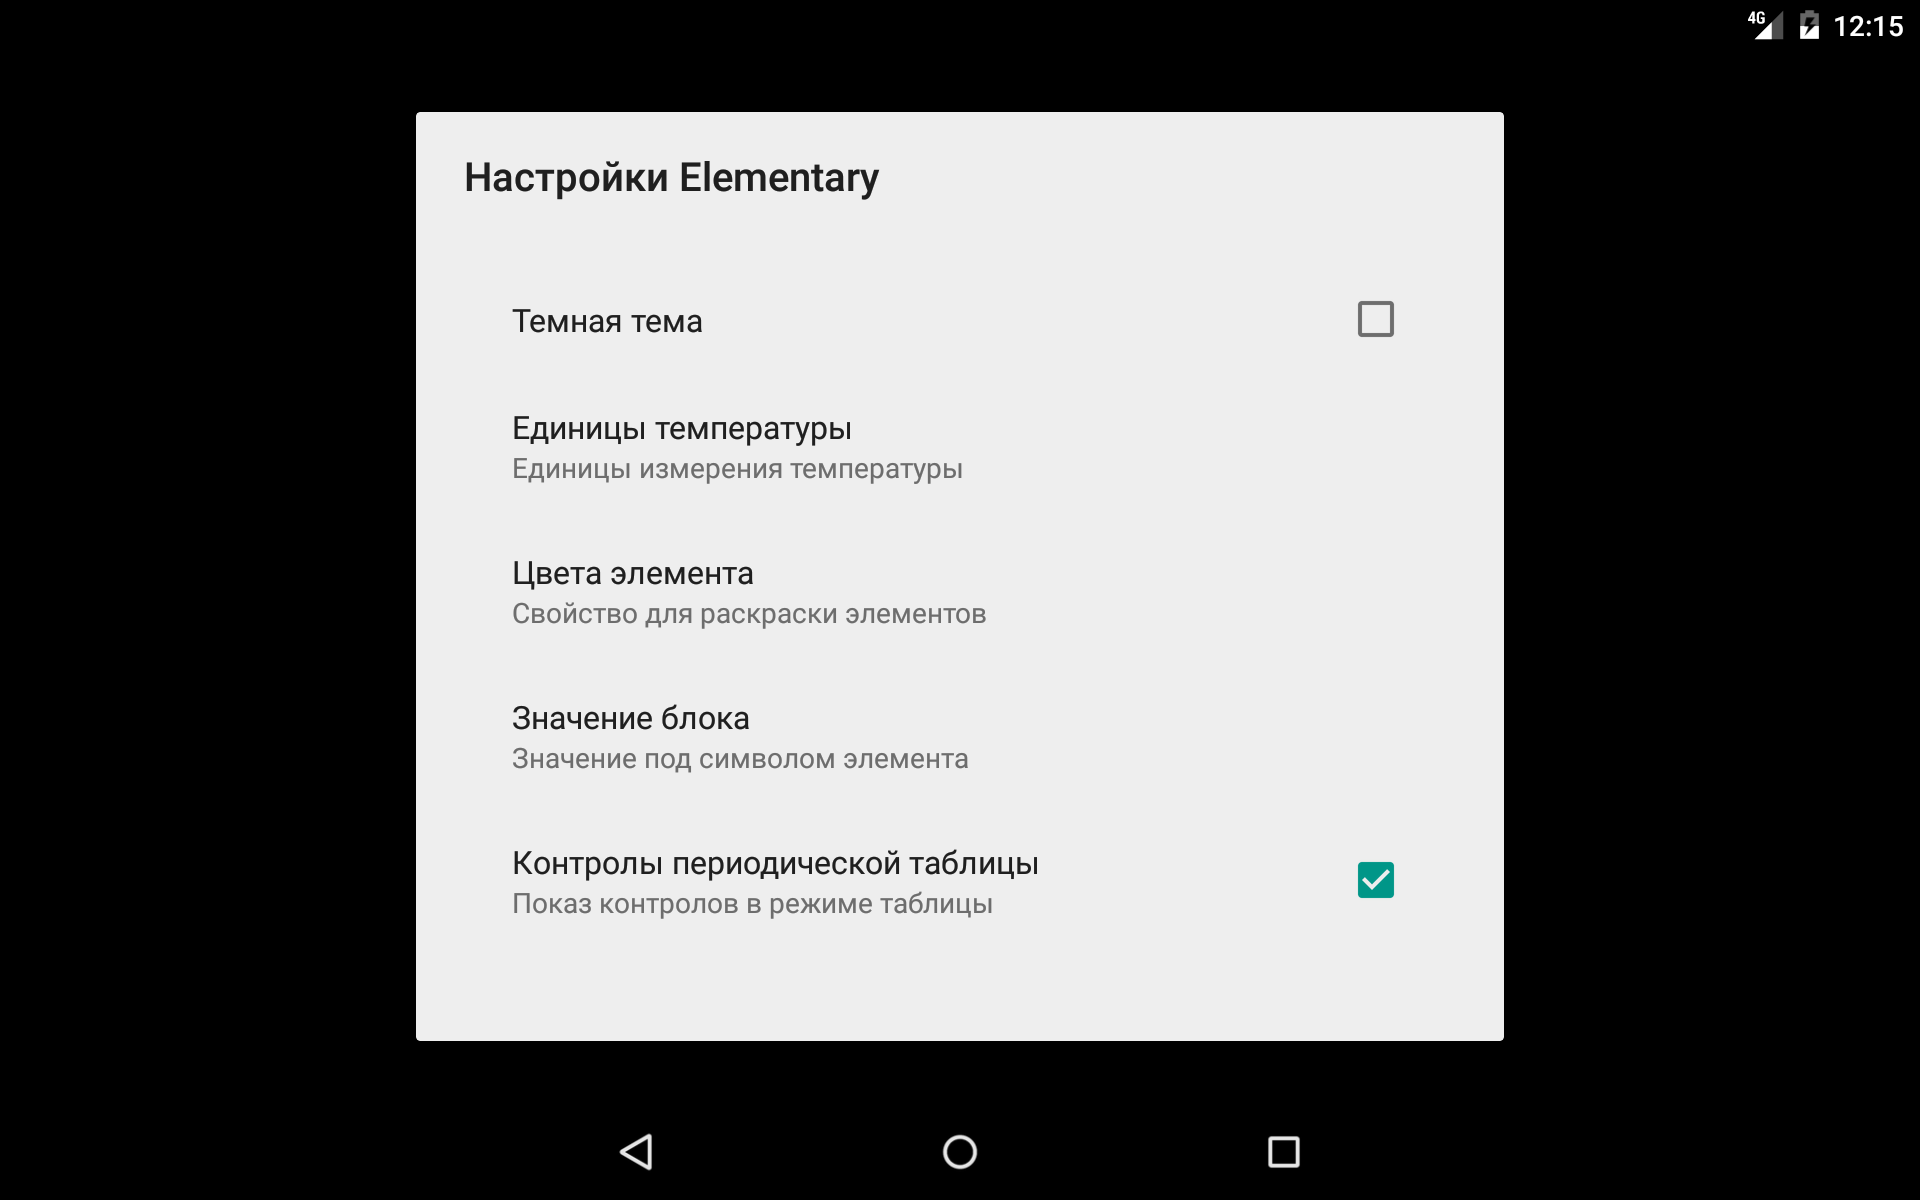 4G 12:15
Настройки Elementary
Темная тема
Единицы температуры
Единицы измерения температуры
Цвета элемента
Свойство для раскраски элементов
Значение блока
Значение под символом элемента
Контролы периодической таблицы
Показ контролов в режиме таблицы